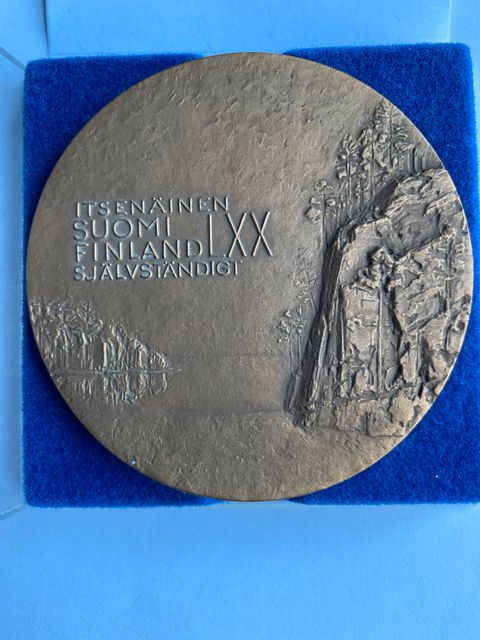 ITSENÄINEN
SUOMI
FINLAND LXX
SJÄLVSTÄNDIGT